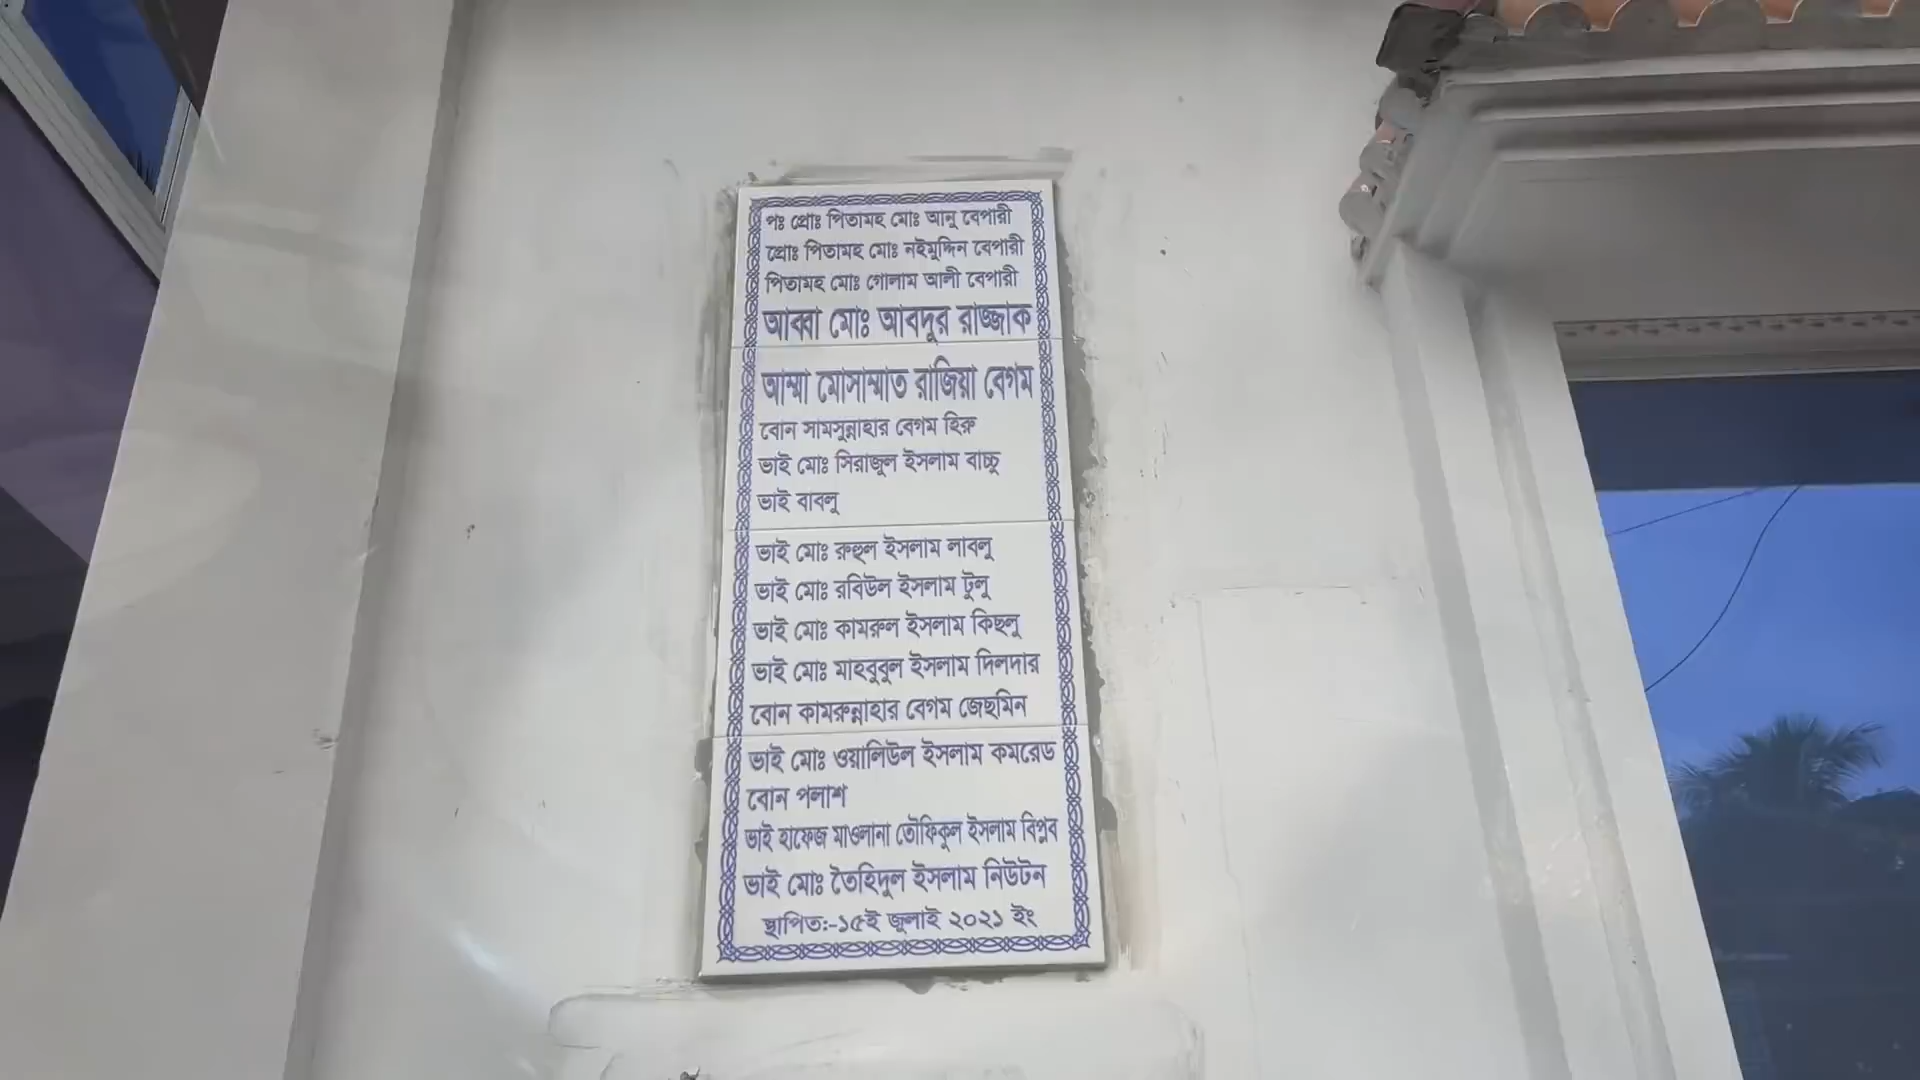 পঃ প্রোঃ পিতামহ মোঃ আনু বেপারী
প্রোঃ পিতামহ মোঃ নইমুদ্দিন বেপারী
পিতামহ মোঃ গোলাম আলী বেপারী
আব্বা মোঃ আবদুর রাজ্জাক
আম্মা মোসাম্মাত রাজিয়া বেগম
বোন সামসুন্নাহার বেগম হিরু
ভাই মোঃ সিরাজুল ইসলাম বাচ্চু
ভাই বাবলু
ভাই মোঃ রুহুল ইসলাম লাবলু
ভাই মোঃ রবিউল ইসলাম টুলু
ভাই মোঃ কামরুল ইসলাম কিছলু
ভাই মোঃ মাহবুবুল ইসলাম দিলদার
বোন কামরুন্নাহার বেগম জেছমিন
ভাই মোঃ ওয়ালিউল ইসলাম কমরেড
বোন পলাশ
ভাই হাফেজ মাওলানা তৌফিকুল ইসলাম বিপ্লব
ভাই মোঃ তৈহিদুল ইসলাম নিউটন
স্থাপিত:-১৫ই জুলাই ২০২১ ইং